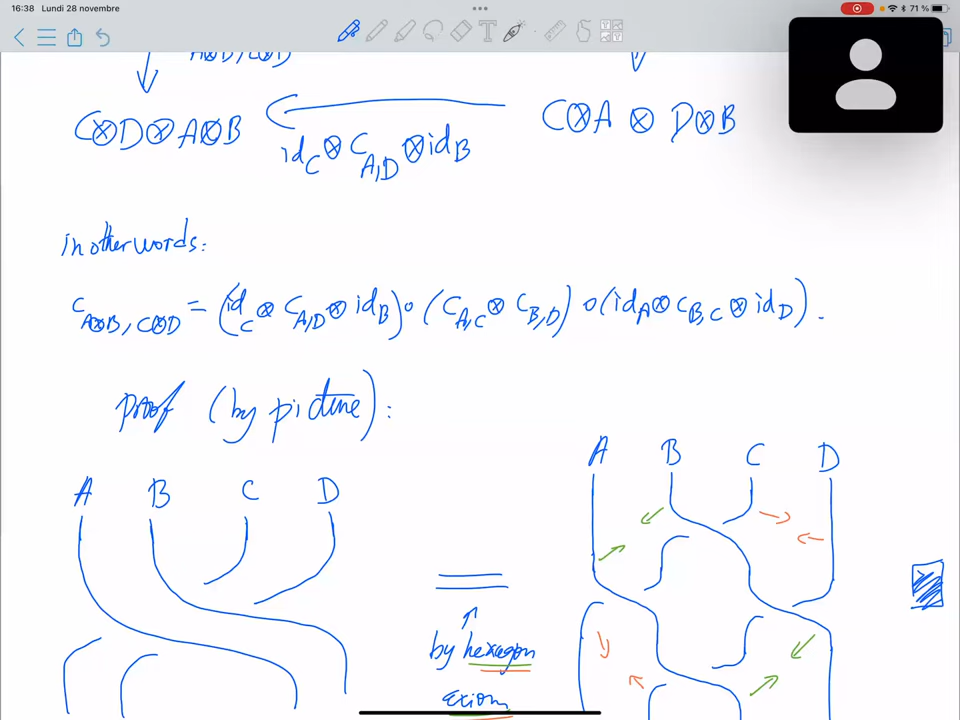 16:38 Lundi 28 novembre 71 %
A⊗B, C⊗D
C⊗D⊗A⊗B
C⊗A ⊗ D⊗B
id_C ⊗ C_{A,D} ⊗ id_B
in other words:
C_{A⊗B, C⊗D} = (id_C ⊗ C_{A,D} ⊗ id_B) o (C_{A,C} ⊗ C_{B,D}) o (id_A ⊗ C_{B,C} ⊗ id_D).
proof (by picture):
A B C D
A B C D
=
by hexagon
axiom